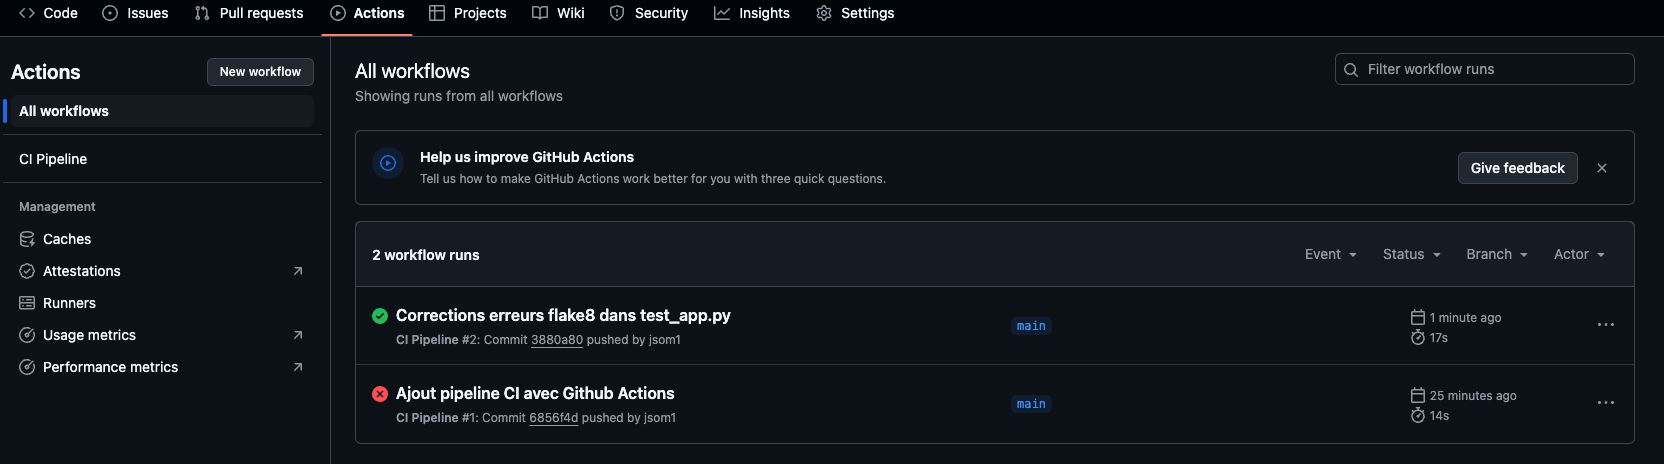 Code Issues Pull requests Actions Projects Wiki Security Insights Settings
Actions
New workflow
All workflows
CI Pipeline
Management
Caches
Attestations
Runners
Usage metrics
Performance metrics
All workflows
Showing runs from all workflows
Filter workflow runs
Help us improve GitHub Actions
Tell us how to make GitHub Actions work better for you with three quick questions.
Give feedback
2 workflow runs
Event Status Branch Actor
Corrections erreurs flake8 dans test_app.py
CI Pipeline #2: Commit 3880a80 pushed by jsom1
main
1 minute ago
17s
Ajout pipeline CI avec Github Actions
CI Pipeline #1: Commit 6856f4d pushed by jsom1
main
25 minutes ago
14s